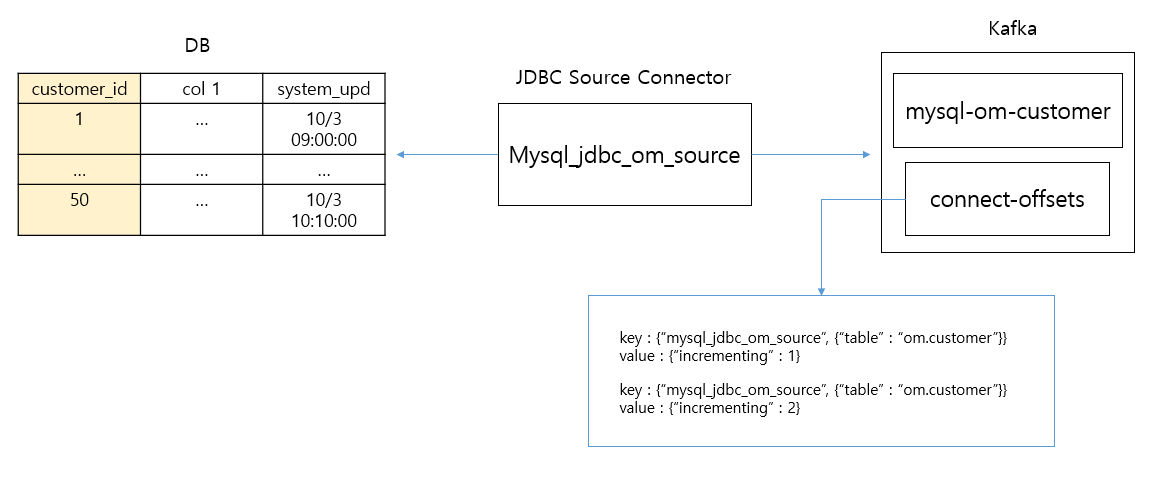 DB
customer_id col 1 system_upd
1 ... 10/3
09:00:00
... ... ...
50 ... 10/3
10:10:00
JDBC Source Connector
Mysql_jdbc_om_source
Kafka
mysql-om-customer
connect-offsets
key : {“mysql_jdbc_om_source”, {“table” : “om.customer”}}
value : {“incrementing” : 1}
key : {“mysql_jdbc_om_source”, {“table” : “om.customer”}}
value : {“incrementing” : 2}